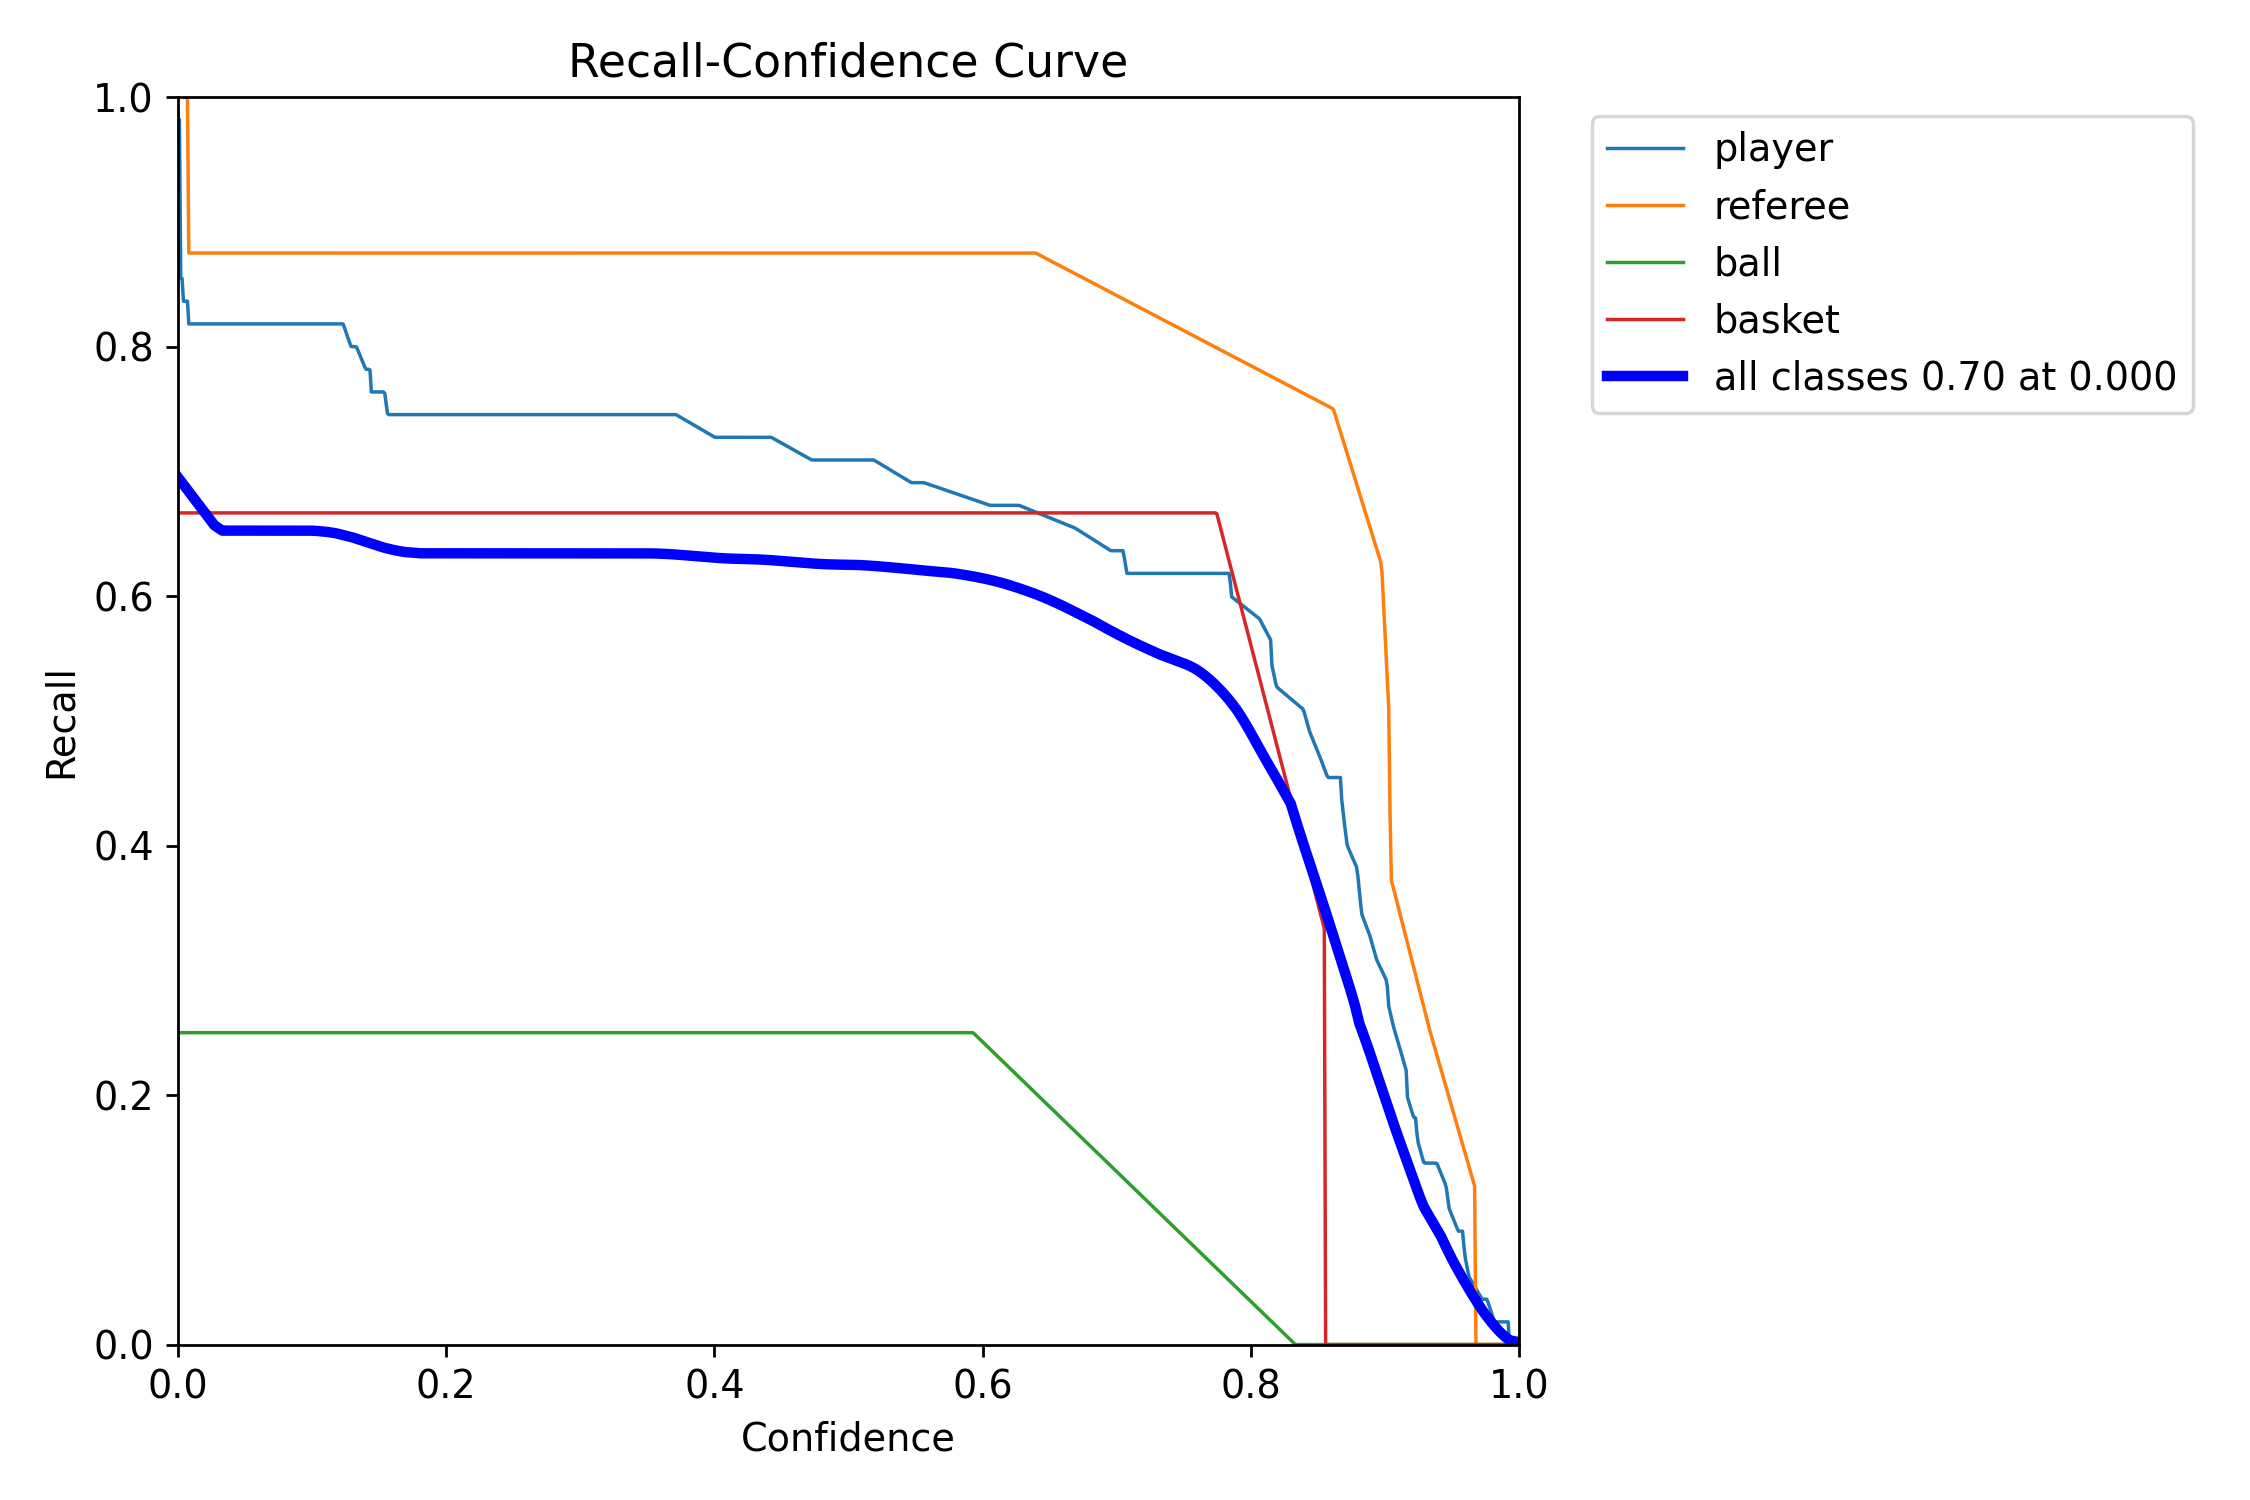 Recall-Confidence Curve
1.0
0.8
0.6
0.4
0.2
0.0
Recall
0.0 0.2 0.4 0.6 0.8 1.0
Confidence
player
referee
ball
basket
all classes 0.70 at 0.000